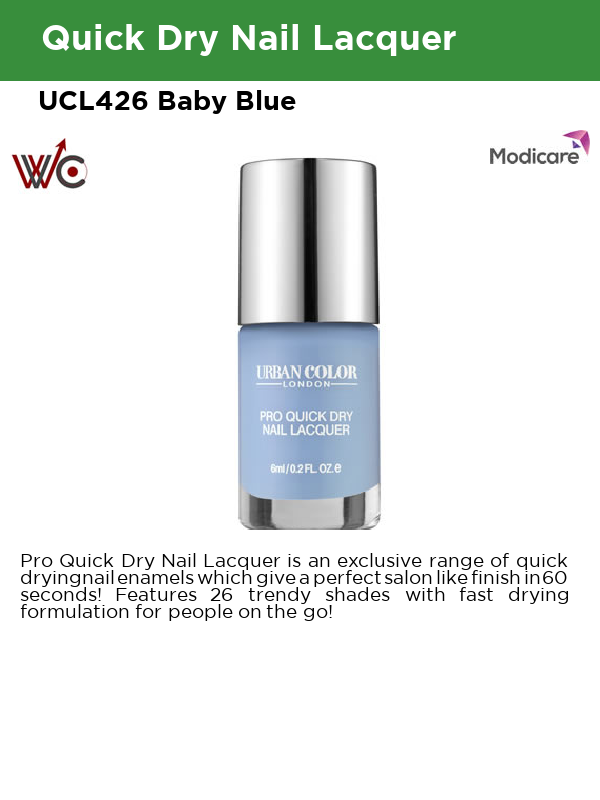 Quick Dry Nail Lacquer
UCL426 Baby Blue
WC
Modicare
URBAN COLOR
LONDON
PRO QUICK DRY
NAIL LACQUER
6ml/0.2 FL. OZ.e
Pro Quick Dry Nail Lacquer is an exclusive range of quick
dryingnail enamels which give a perfect salon like finish in 60
seconds! Features 26 trendy shades with fast drying
formulation for people on the go!